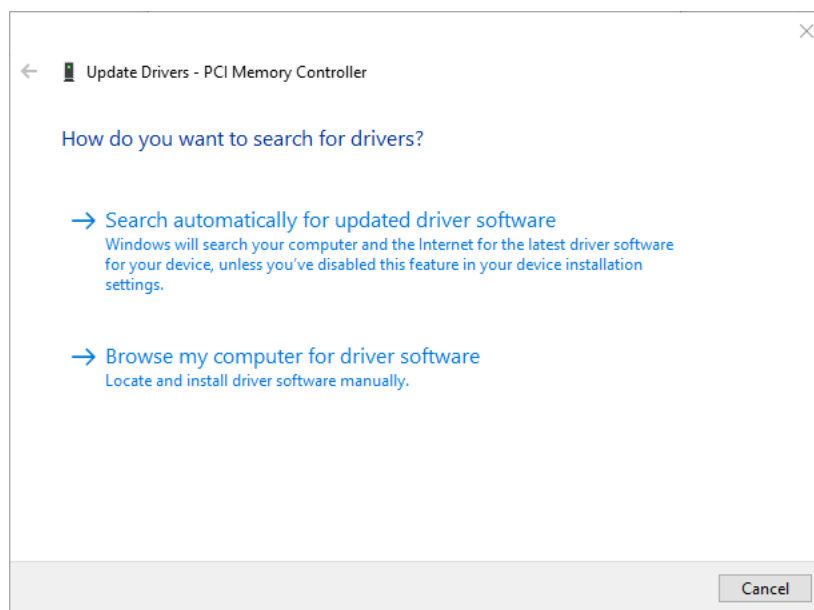 Update Drivers - PCI Memory Controller
How do you want to search for drivers?
Search automatically for updated driver software
Windows will search your computer and the Internet for the latest driver software
for your device, unless you've disabled this feature in your device installation
settings.
Browse my computer for driver software
Locate and install driver software manually.
Cancel